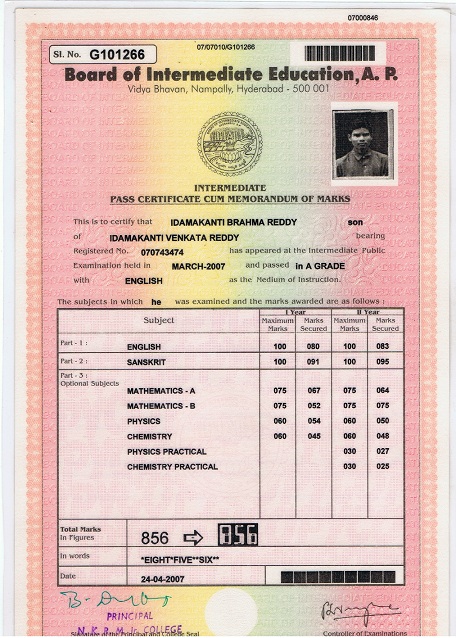 07000846
Sl. No. G101266
07/07010/G101266
Board of Intermediate Education, A. P.
Vidya Bhavan, Nampally, Hyderabad - 500 001
INTERMEDIATE
PASS CERTIFICATE CUM MEMORANDUM OF MARKS
This is to certify that IDAMAKANTI BRAHMA REDDY son
of IDAMAKANTI VENKATA REDDY bearing
Registered No. 070743474 has appeared at the Intermediate Public
Examination held in MARCH-2007 and passed in A GRADE
with ENGLISH as the Medium of Instruction.
The subjects in which he was examined and the marks awarded are as follows :
Subject I Year II Year
Maximum Marks Marks Secured Maximum Marks Marks Secured
Part - 1 : ENGLISH 100 080 100 083
Part - 2 : SANSKRIT 100 091 100 095
Part - 3 :
Optional Subjects
MATHEMATICS - A 075 067 075 064
MATHEMATICS - B 075 052 075 075
PHYSICS 060 054 060 050
CHEMISTRY 060 045 060 048
PHYSICS PRACTICAL 030 027
CHEMISTRY PRACTICAL 030 025
Total Marks
In Figures 856 856
In words *EIGHT*FIVE**SIX**
Date 24-04-2007
PRINCIPAL
N.K.R.M. Jr. COLLEGE
Signature of the Principal and College Seal
Controller of Examinations